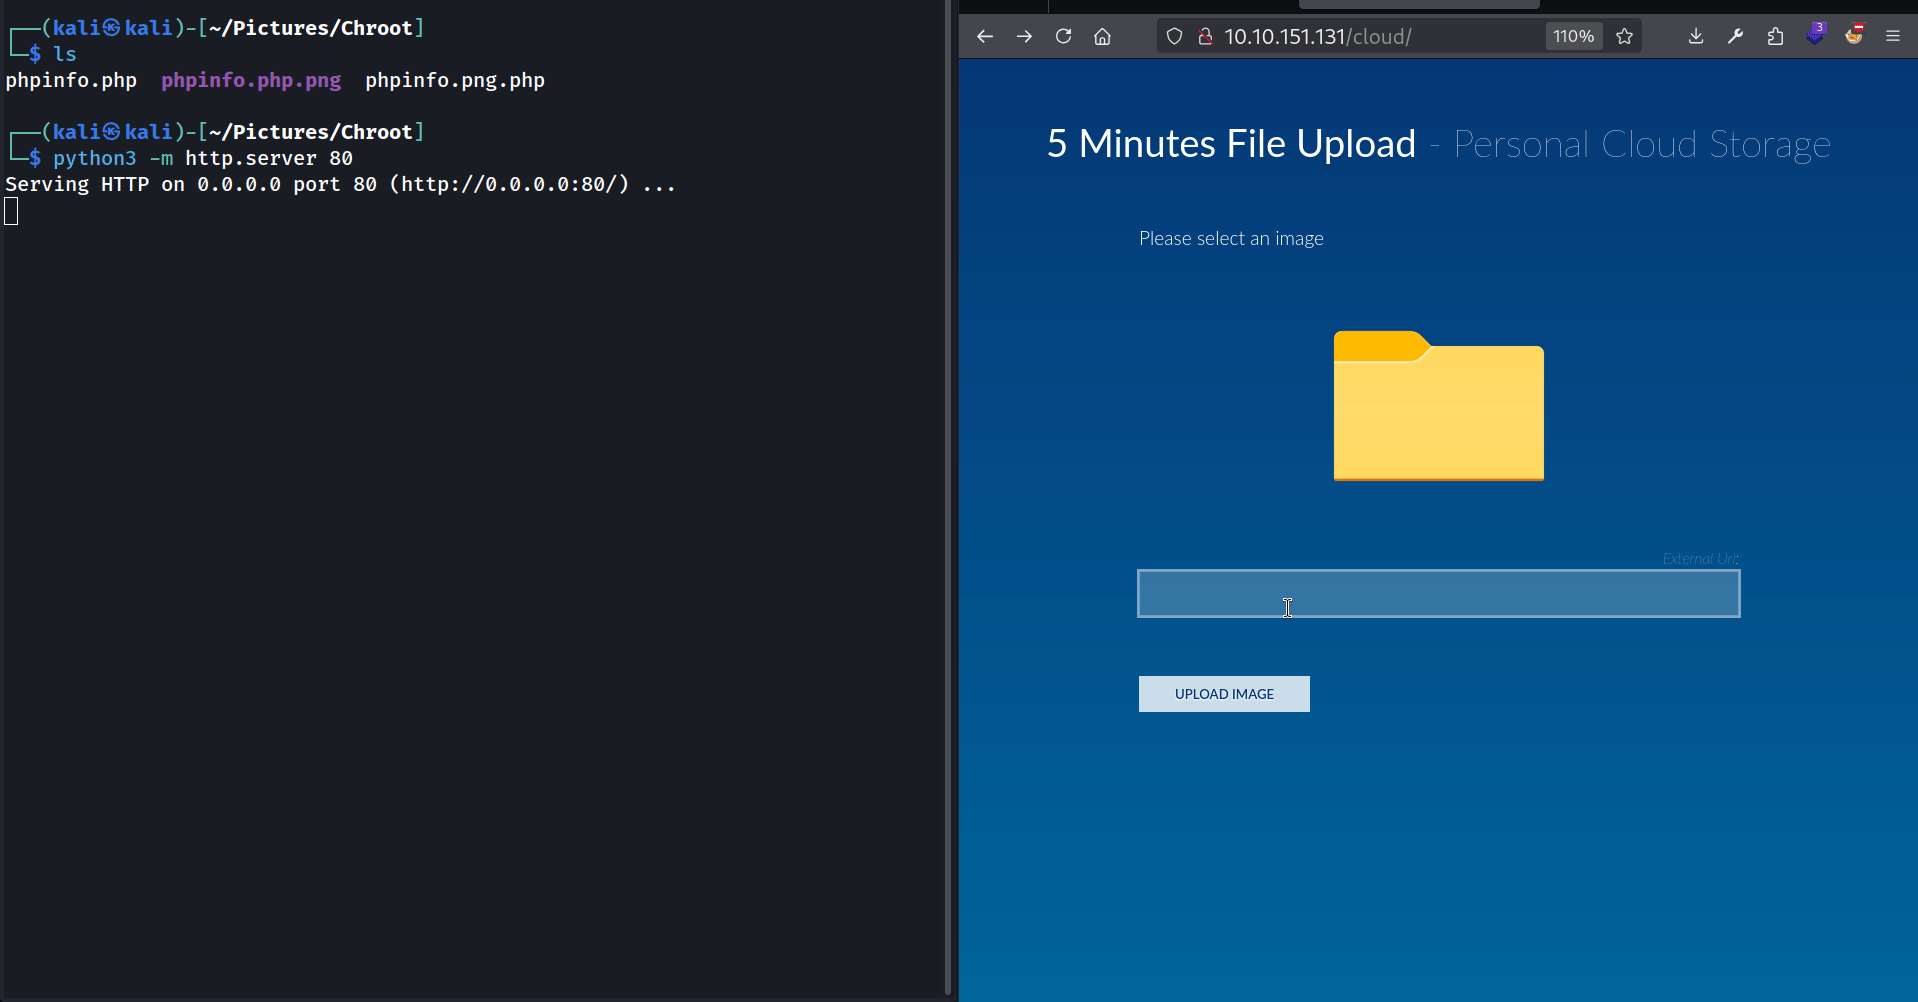 ┌──(kali㉿kali)-[~/Pictures/Chroot]
└─$ ls
phpinfo.php  phpinfo.php.png  phpinfo.png.php
┌──(kali㉿kali)-[~/Pictures/Chroot]
└─$ python3 -m http.server 80
Serving HTTP on 0.0.0.0 port 80 (http://0.0.0.0:80/) ...
10.10.151.131/cloud/
110%
3
5 Minutes File Upload - Personal Cloud Storage
Please select an image
External Url:
UPLOAD IMAGE